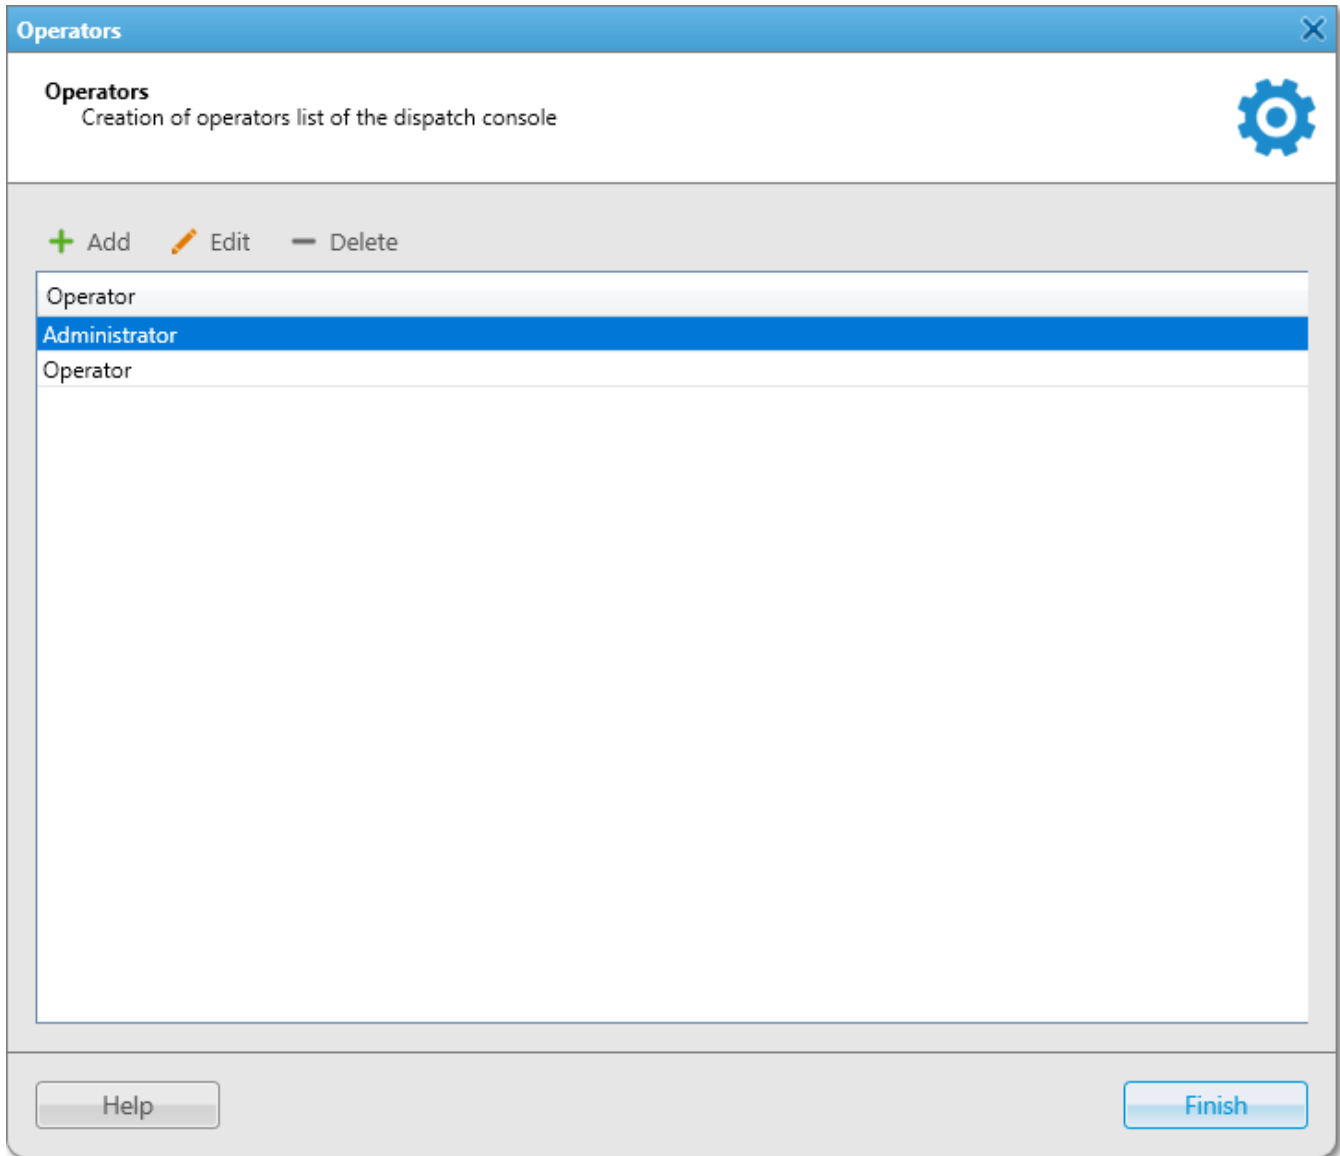 Operators
Operators
Creation of operators list of the dispatch console
Add Edit Delete
Operator
Administrator
Operator
Help Finish